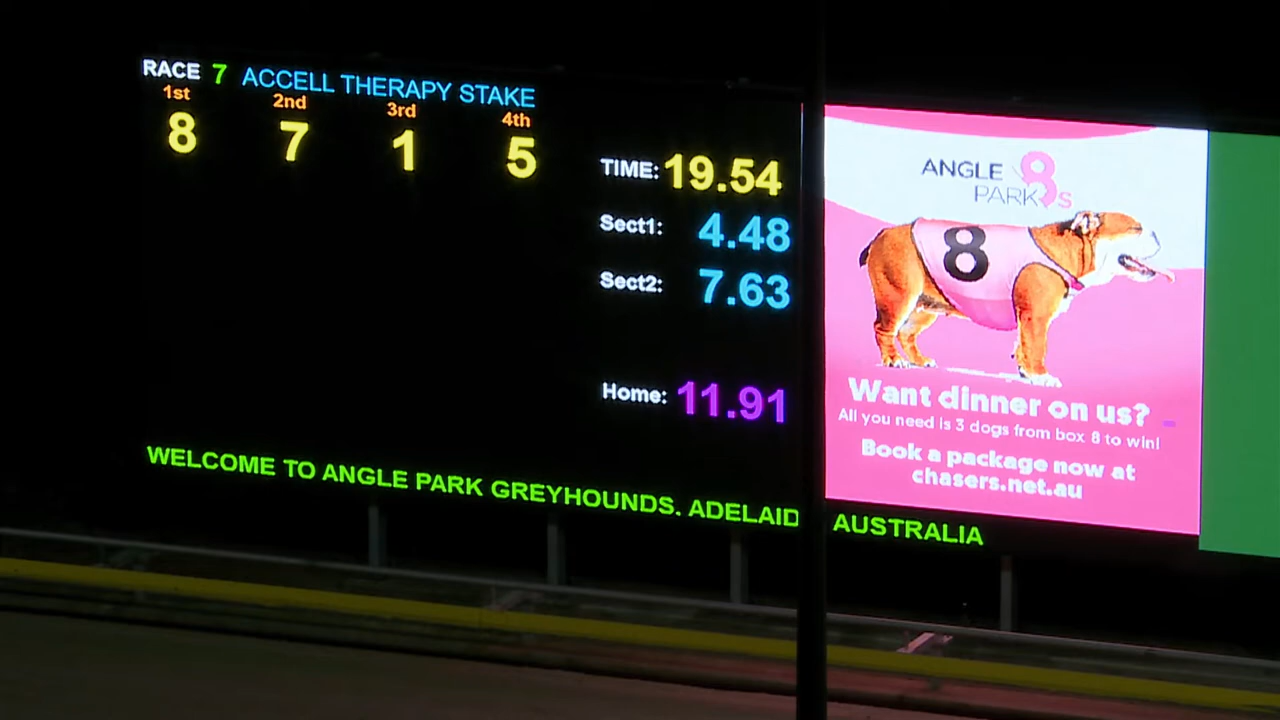 RACE 7 ACCELL THERAPY STAKE
1st 2nd 3rd 4th
8 7 1 5
TIME: 19.54
Sect1: 4.48
Sect2: 7.63
Home: 11.91
WELCOME TO ANGLE PARK GREYHOUNDS. ADELAID AUSTRALIA
ANGLE 8s
PARK
8
Want dinner on us?
All you need is 3 dogs from box 8 to win!
Book a package now at
chasers.net.au